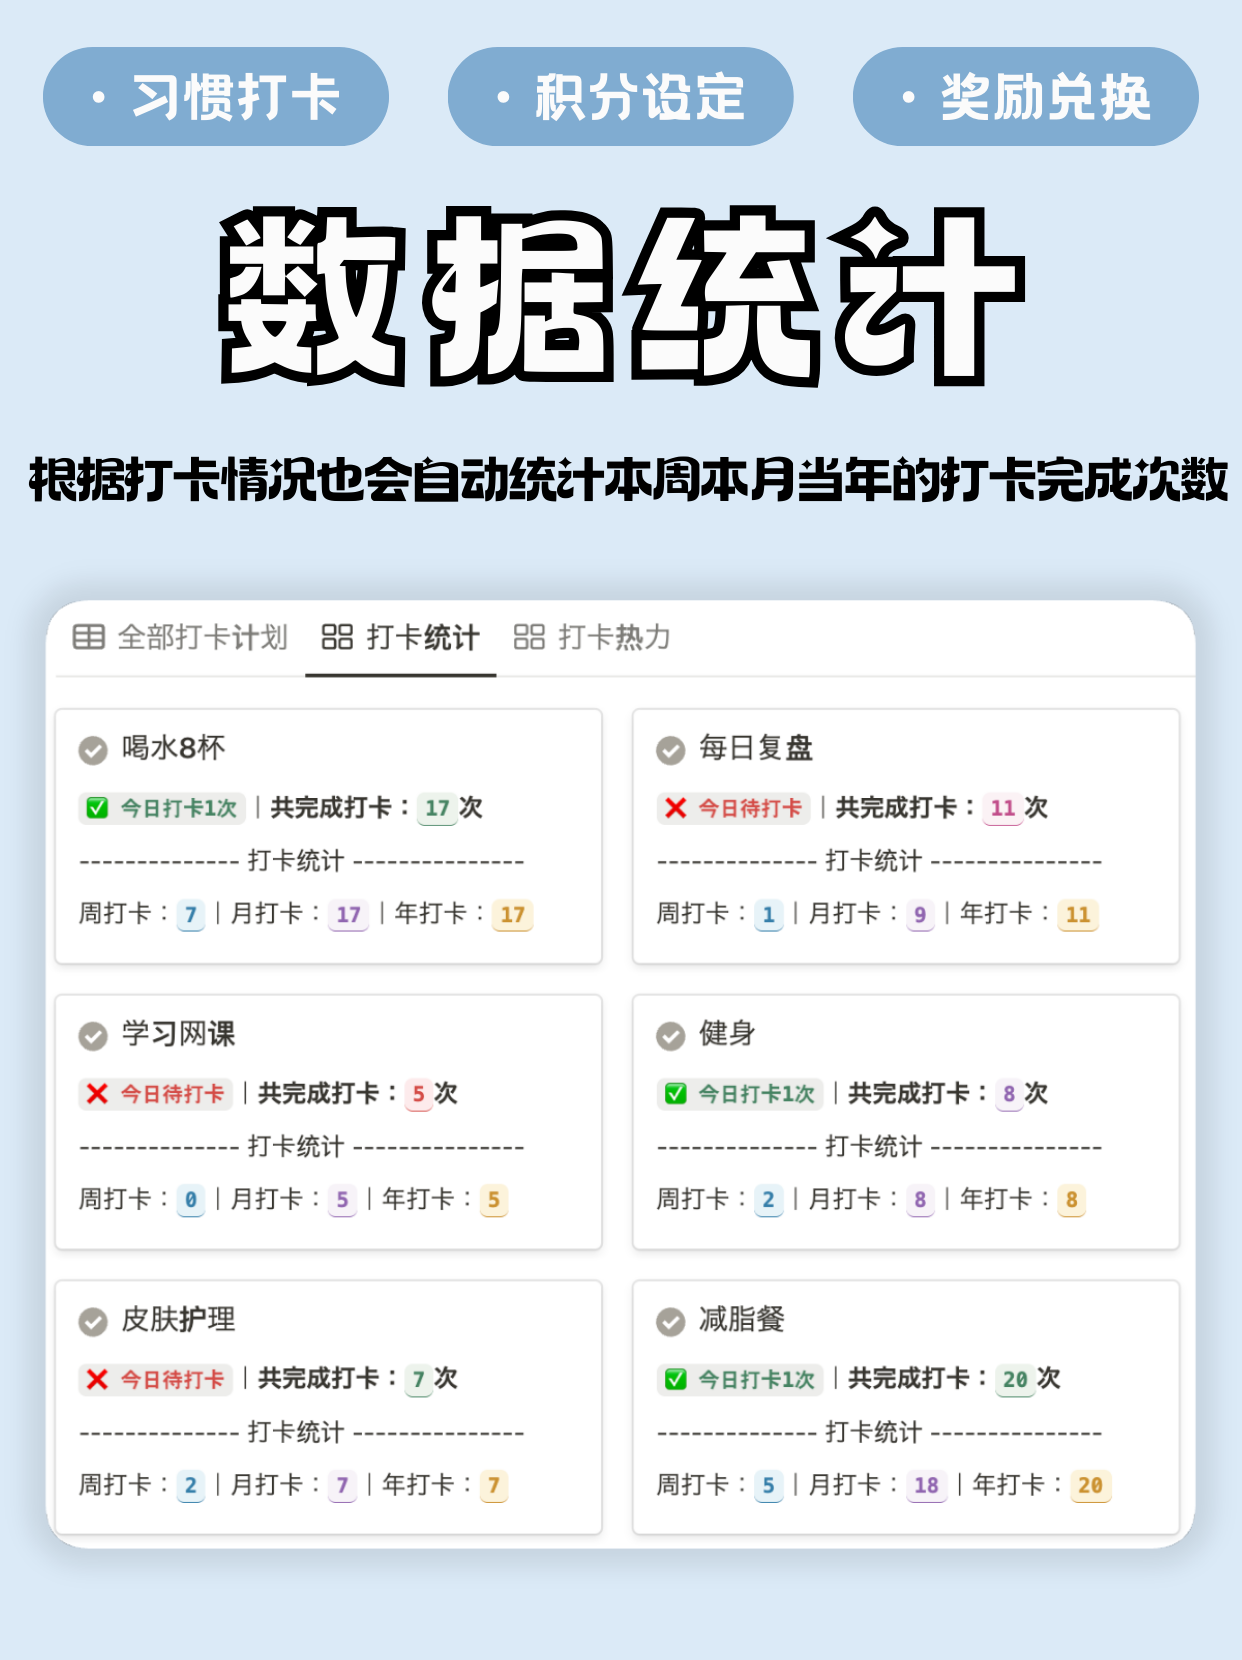 · 习惯打卡
· 积分设定
· 奖励兑换
数据统计
根据打卡情况也会自动统计本周本月当年的打卡完成次数
全部打卡计划 打卡统计 打卡热力
喝水8杯
✅ 今日打卡1次 | 共完成打卡：17次
-------------- 打卡统计 ---------------
周打卡：7 | 月打卡：17 | 年打卡：17
每日复盘
❌ 今日待打卡 | 共完成打卡：11次
-------------- 打卡统计 ---------------
周打卡：1 | 月打卡：9 | 年打卡：11
学习网课
❌ 今日待打卡 | 共完成打卡：5次
-------------- 打卡统计 ---------------
周打卡：0 | 月打卡：5 | 年打卡：5
健身
✅ 今日打卡1次 | 共完成打卡：8次
-------------- 打卡统计 ---------------
周打卡：2 | 月打卡：8 | 年打卡：8
皮肤护理
❌ 今日待打卡 | 共完成打卡：7次
-------------- 打卡统计 ---------------
周打卡：2 | 月打卡：7 | 年打卡：7
减脂餐
✅ 今日打卡1次 | 共完成打卡：20次
-------------- 打卡统计 ---------------
周打卡：5 | 月打卡：18 | 年打卡：20